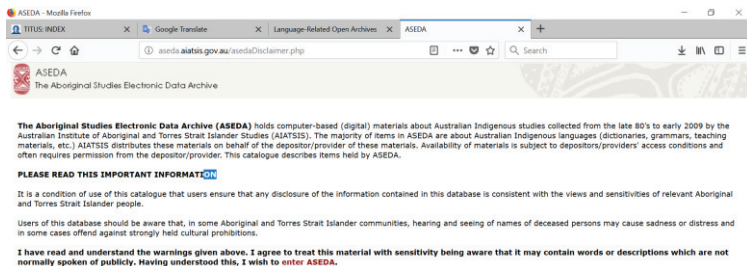 ASEDA - Mozilla Firefox
TITUS: INDEX Google Translate Language-Related Open Archives ASEDA
aseda.aiatsis.gov.au/asedaDisclaimer.php Search
ASEDA
The Aboriginal Studies Electronic Data Archive
The Aboriginal Studies Electronic Data Archive (ASEDA) holds computer-based (digital) materials about Australian Indigenous studies collected from the late 80's to early 2009 by the
Australian Institute of Aboriginal and Torres Strait Islander Studies (AIATSIS). The majority of items in ASEDA are about Australian Indigenous languages (dictionaries, grammars, teaching
materials, etc.) AIATSIS distributes these materials on behalf of the depositor/provider of these materials. Availability of materials is subject to depositors/providers' access conditions and
often requires permission from the depositor/provider. This catalogue describes items held by ASEDA.
PLEASE READ THIS IMPORTANT INFORMATION
It is a condition of use of this catalogue that users ensure that any disclosure of the information contained in this database is consistent with the views and sensitivities of relevant Aboriginal
and Torres Strait Islander people.
Users of this database should be aware that, in some Aboriginal and Torres Strait Islander communities, hearing and seeing of names of deceased persons may cause sadness or distress and
in some cases offend against strongly held cultural prohibitions.
I have read and understand the warnings given above. I agree to treat this material with sensitivity being aware that it may contain words or descriptions which are not
normally spoken of publicly. Having understood this, I wish to enter ASEDA.